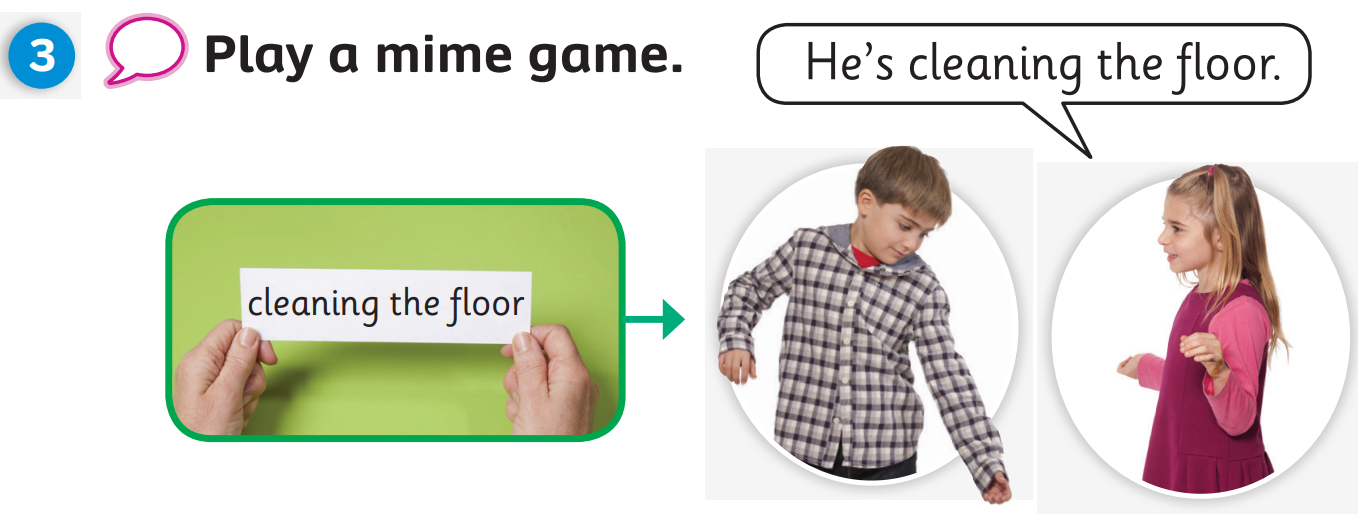 3 Play a mime game.
He's cleaning the floor.
cleaning the floor